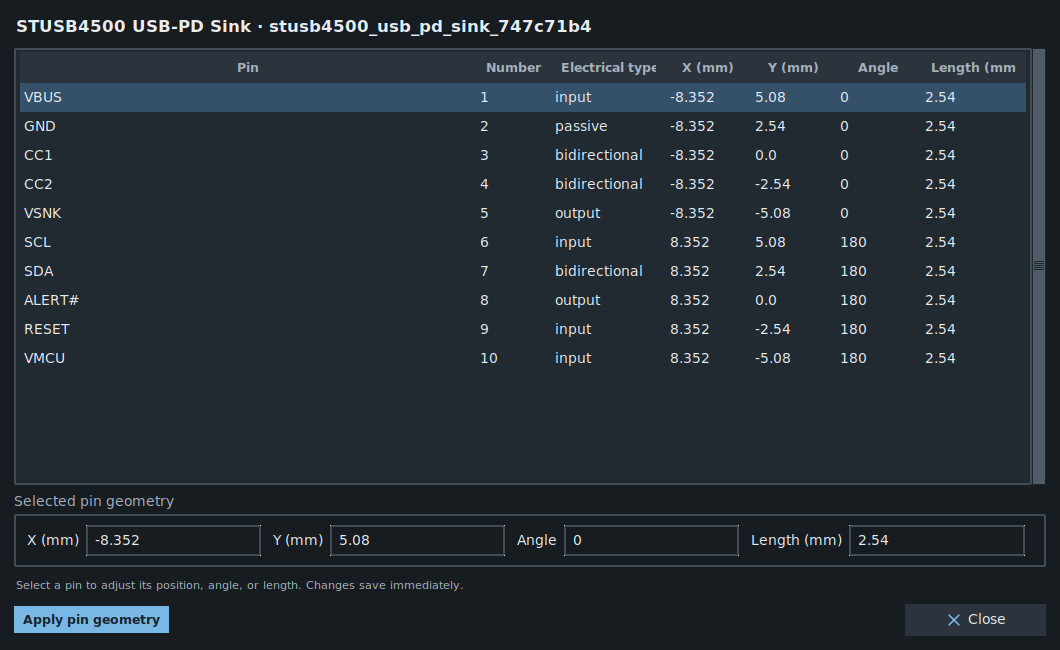 STUSB4500 USB-PD Sink · stusb4500_usb_pd_sink_747c71b4
Pin Number Electrical type X (mm) Y (mm) Angle Length (mm
VBUS 1 input -8.352 5.08 0 2.54
GND 2 passive -8.352 2.54 0 2.54
CC1 3 bidirectional -8.352 0.0 0 2.54
CC2 4 bidirectional -8.352 -2.54 0 2.54
VSNK 5 output -8.352 -5.08 0 2.54
SCL 6 input 8.352 5.08 180 2.54
SDA 7 bidirectional 8.352 2.54 180 2.54
ALERT# 8 output 8.352 0.0 180 2.54
RESET 9 input 8.352 -2.54 180 2.54
VMCU 10 input 8.352 -5.08 180 2.54
Selected pin geometry
X (mm) -8.352 Y (mm) 5.08 Angle 0 Length (mm) 2.54
Select a pin to adjust its position, angle, or length. Changes save immediately.
Apply pin geometry Close